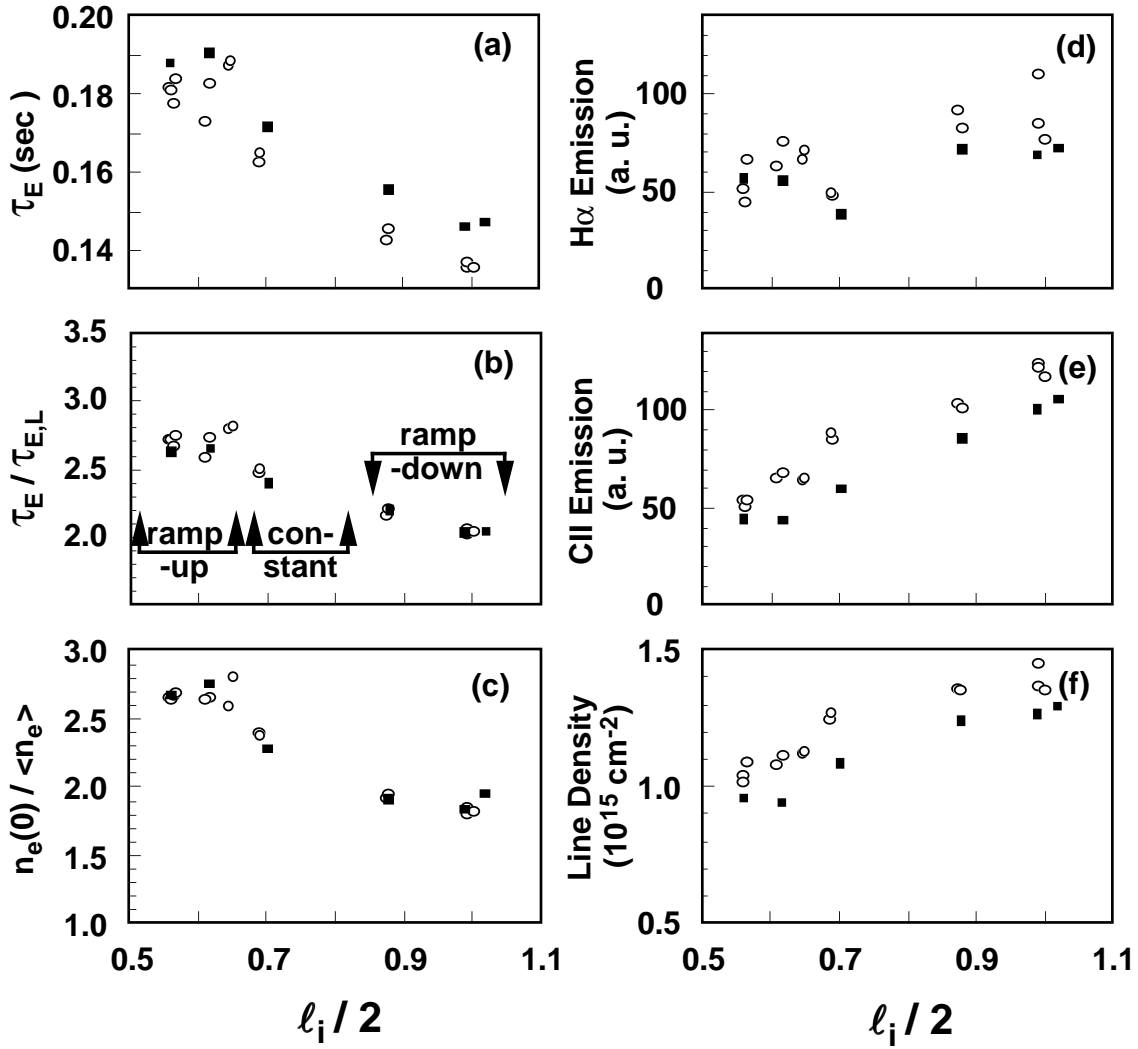 0.20
0.18
0.16
0.14
τE (sec )
(a)
3.5
3.0
2.5
2.0
τE / τE,L
(b)
ramp
-down
ramp
-up
con-
stant
3.0
2.5
2.0
1.5
1.0
ne(0) / <ne>
(c)
0.5 0.7 0.9 1.1
ℓi / 2
100
50
0
Hα Emission
(a. u.)
(d)
100
50
0
CII Emission
(a. u.)
(e)
1.5
1.0
0.5
Line Density
(10^15 cm^-2)
(f)
0.5 0.7 0.9 1.1
ℓi / 2